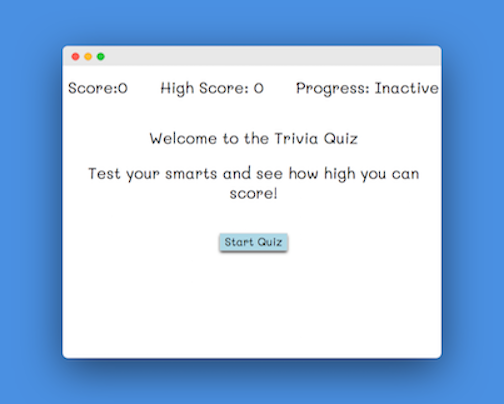 Score:0 High Score: 0 Progress: Inactive
Welcome to the Trivia Quiz
Test your smarts and see how high you can
score!
Start Quiz